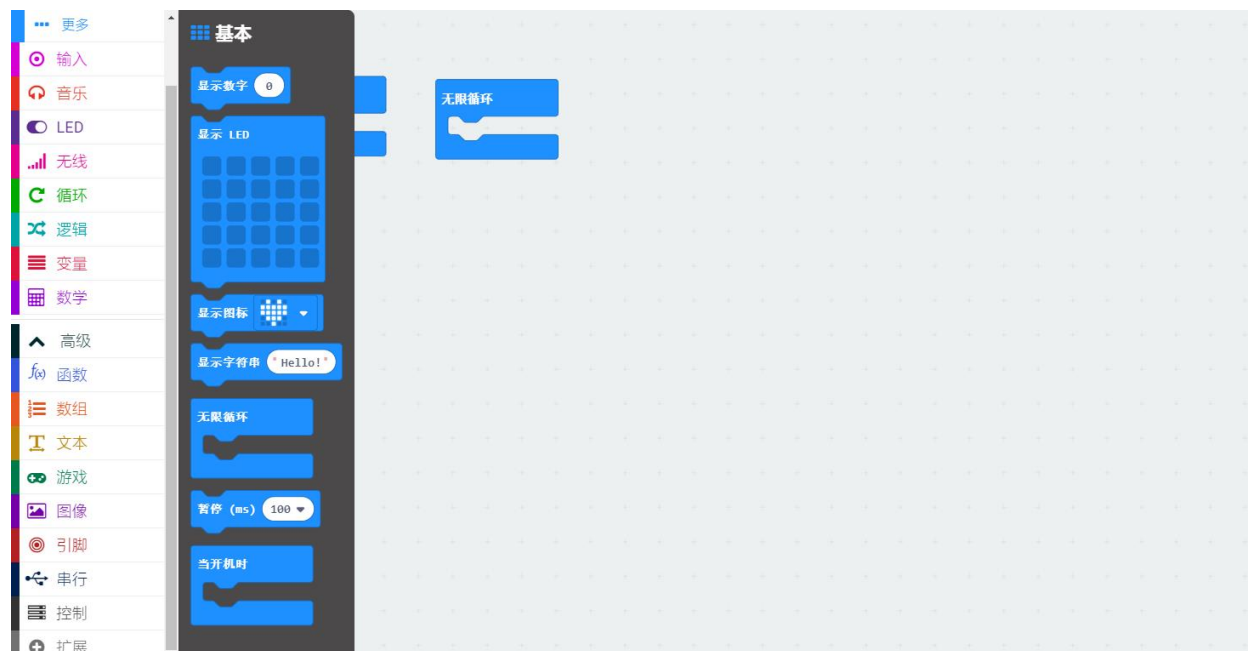 更多
输入
音乐
LED
无线
循环
逻辑
变量
数学
高级
f(x) 函数
数组
文本
游戏
图像
引脚
串行
控制
扩展
基本
显示数字 0
显示 LED
显示图标
显示字符串 "Hello!"
无限循环
暂停 (ms) 100
当开机时
无限循环